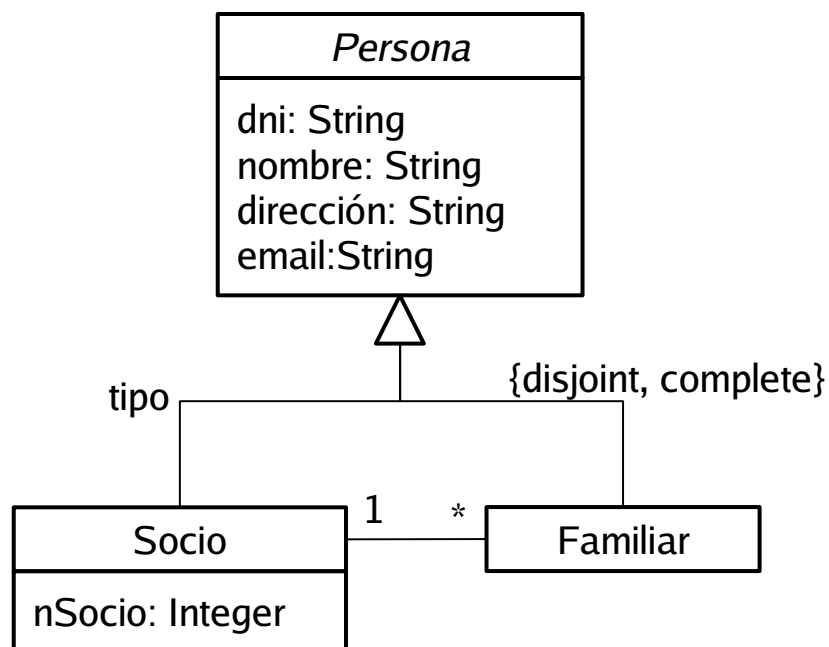 Persona
dni: String
nombre: String
dirección: String
email:String
tipo
{disjoint, complete}
Socio
1
*
Familiar
nSocio: Integer